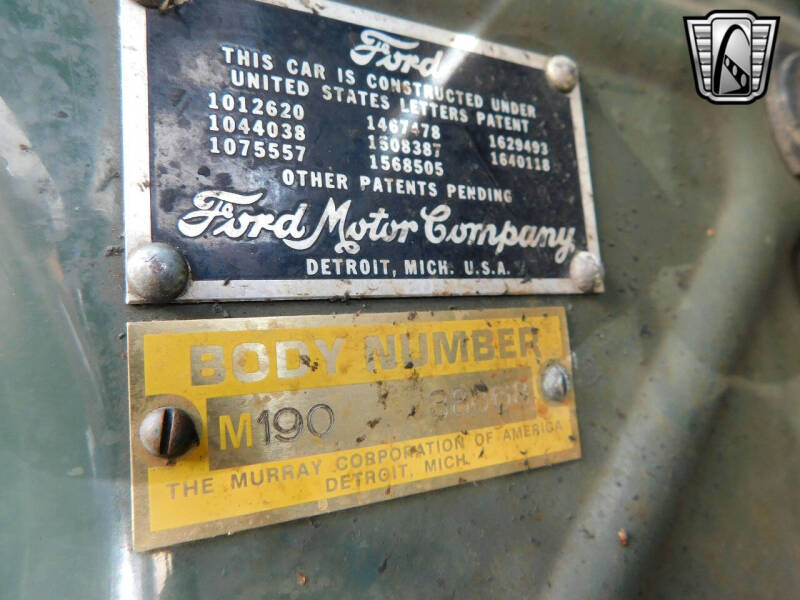 Ford
THIS CAR IS CONSTRUCTED UNDER
UNITED STATES LETTERS PATENT
1012620
1044038 1467478 1629493
1075557 1508387 1640118
1568505
OTHER PATENTS PENDING
Ford Motor Company
DETROIT, MICH. U.S.A.
BODY NUMBER
M190
THE MURRAY CORPORATION OF AMERICA
DETROIT, MICH.